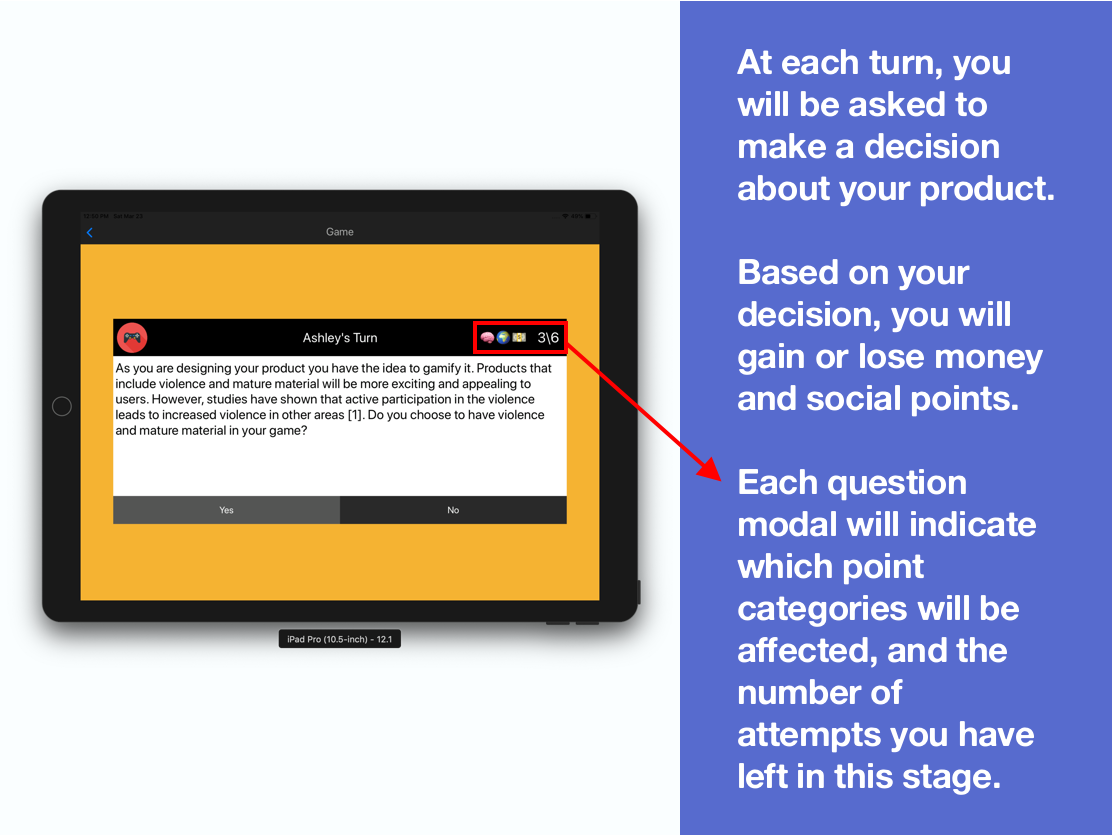 12:50 PM Sat Mar 23
Game
Ashley's Turn
3\6
As you are designing your product you have the idea to gamify it. Products that
include violence and mature material will be more exciting and appealing to
users. However, studies have shown that active participation in the violence
leads to increased violence in other areas [1]. Do you choose to have violence
and mature material in your game?
Yes
No
iPad Pro (10.5-inch) - 12.1
At each turn, you
will be asked to
make a decision
about your product.
Based on your
decision, you will
gain or lose money
and social points.
Each question
modal will indicate
which point
categories will be
affected, and the
number of
attempts you have
left in this stage.